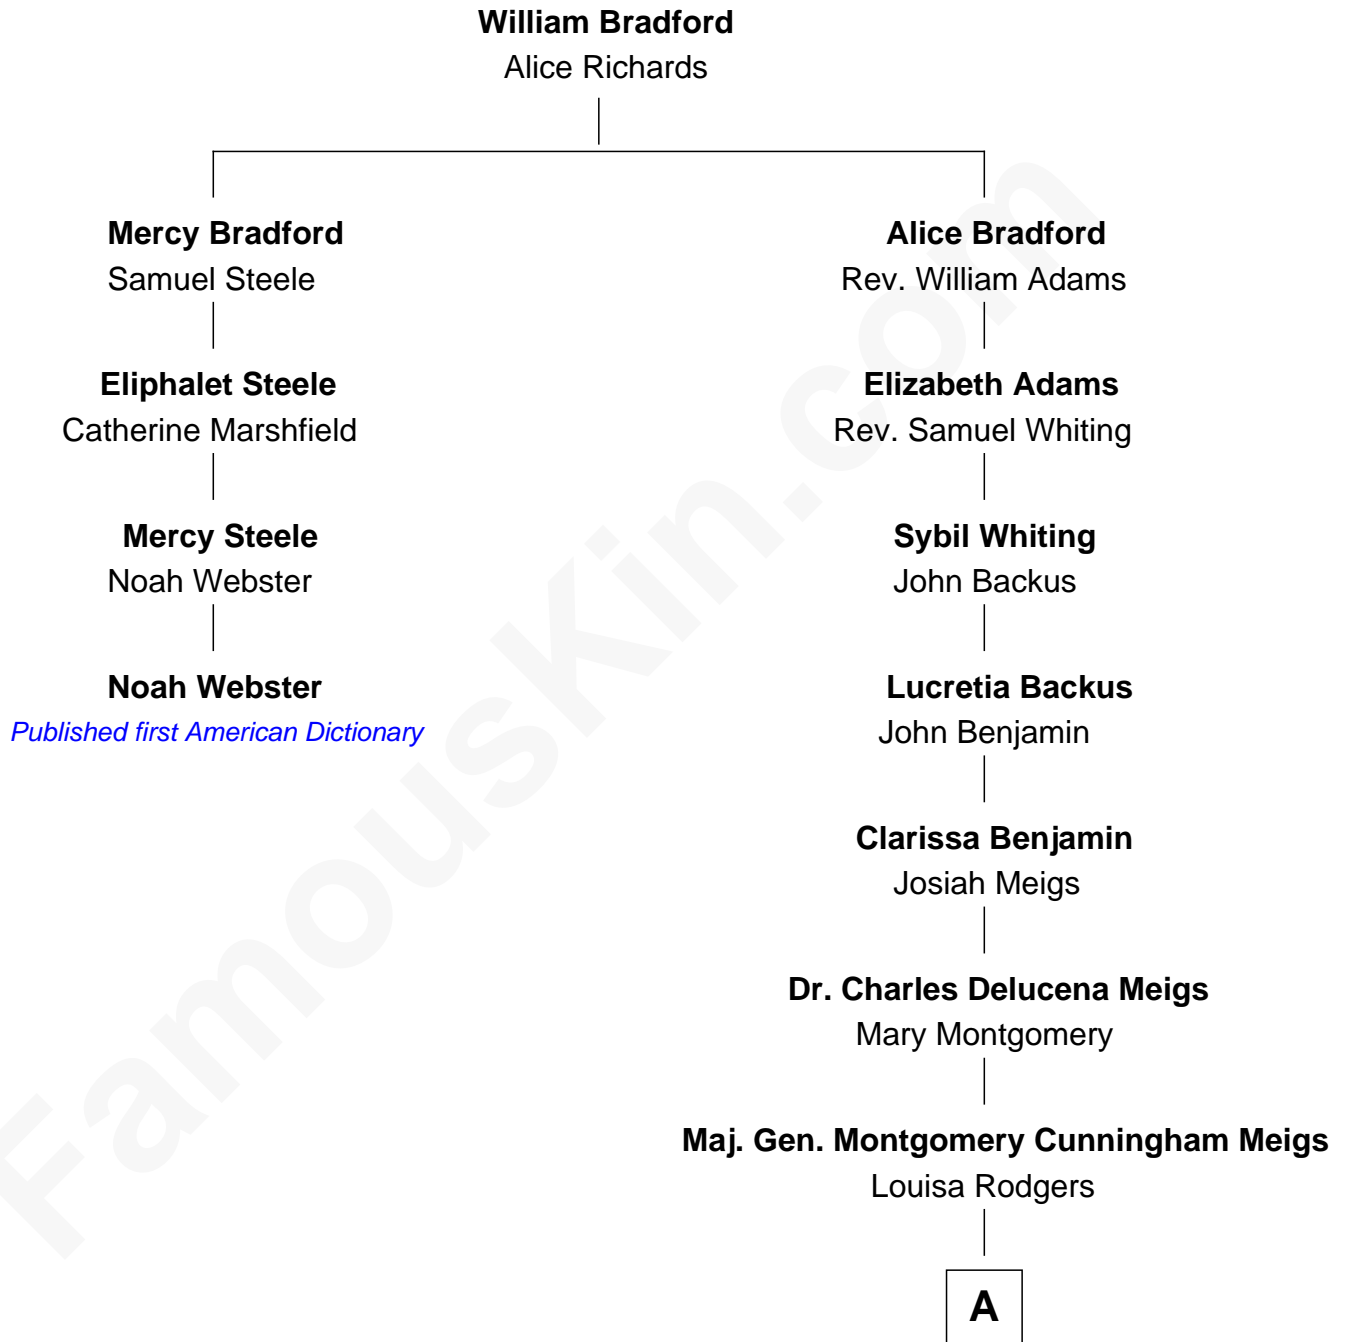 William Bradford
Alice Richards
Mercy Bradford
Samuel Steele
Alice Bradford
Rev. William Adams
Eliphalet Steele
Catherine Marshfield
Elizabeth Adams
Rev. Samuel Whiting
Mercy Steele
Noah Webster
Sybil Whiting
John Backus
Noah Webster
Published first American Dictionary
Lucretia Backus
John Benjamin
Clarissa Benjamin
Josiah Meigs
Dr. Charles Delucena Meigs
Mary Montgomery
Maj. Gen. Montgomery Cunningham Meigs
Louisa Rodgers
A
FamousKin.com